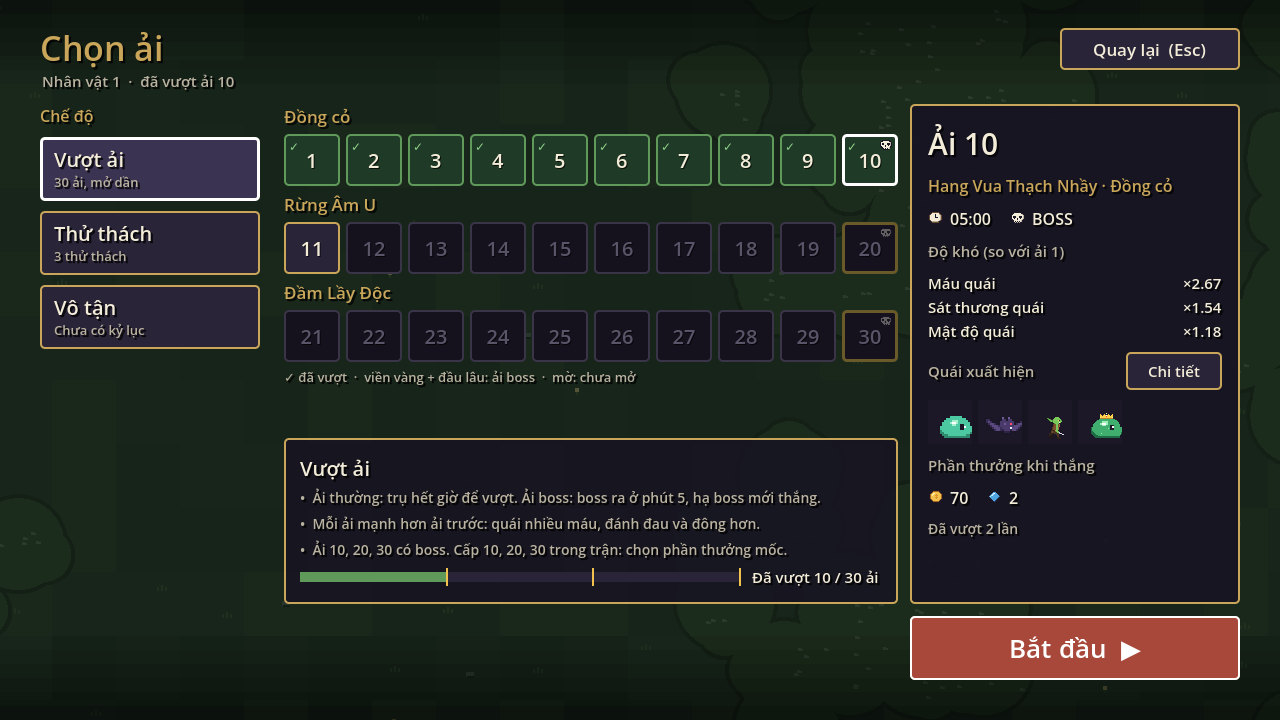 Chọn ải
Nhân vật 1 · đã vượt ải 10
Quay lại (Esc)
Chế độ
Vượt ải
30 ải, mở dần
Thử thách
3 thử thách
Vô tận
Chưa có kỷ lục
Đồng cỏ
✓ 1 ✓ 2 ✓ 3 ✓ 4 ✓ 5 ✓ 6 ✓ 7 ✓ 8 ✓ 9 ✓ 10
Rừng Âm U
11 12 13 14 15 16 17 18 19 20
Đầm Lầy Độc
21 22 23 24 25 26 27 28 29 30
✓ đã vượt · viền vàng + đầu lâu: ải boss · mờ: chưa mở
Vượt ải
• Ải thường: trụ hết giờ để vượt. Ải boss: boss ra ở phút 5, hạ boss mới thắng.
• Mỗi ải mạnh hơn ải trước: quái nhiều máu, đánh đau và đông hơn.
• Ải 10, 20, 30 có boss. Cấp 10, 20, 30 trong trận: chọn phần thưởng mốc.
Đã vượt 10 / 30 ải
Ải 10
Hang Vua Thạch Nhầy · Đồng cỏ
05:00 BOSS
Độ khó (so với ải 1)
Máu quái ×2.67
Sát thương quái ×1.54
Mật độ quái ×1.18
Quái xuất hiện Chi tiết
Phần thưởng khi thắng
70 2
Đã vượt 2 lần
Bắt đầu ▶